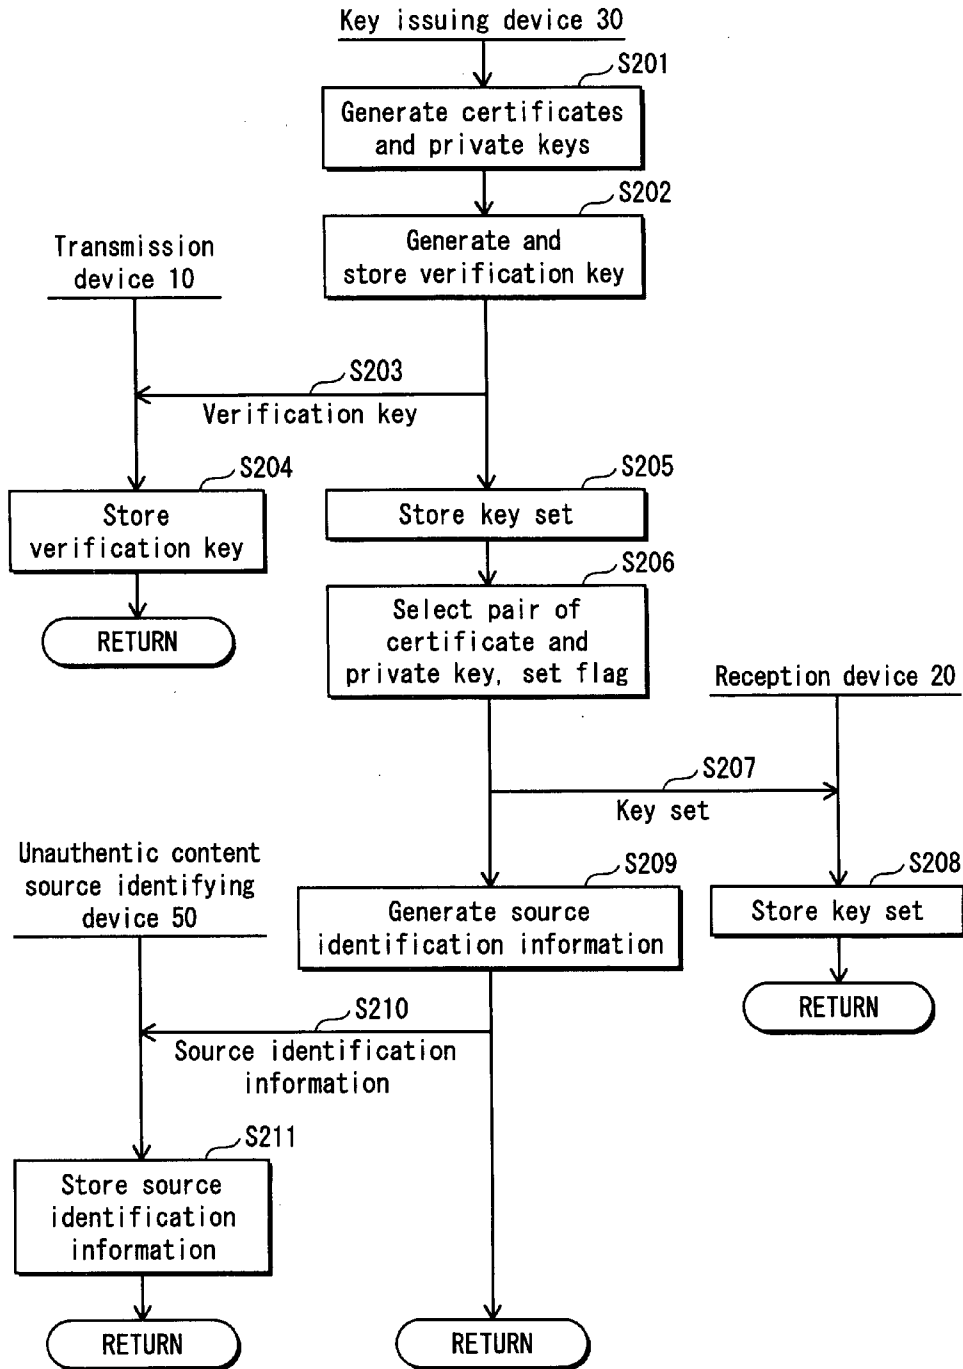 Key issuing device 30
S201
Generate certificates
and private keys
S202
Generate and
store verification key
Transmission
device 10
S203
Verification key
S204
Store
verification key
RETURN
S205
Store key set
S206
Select pair of
certificate and
private key, set flag
Reception device 20
S207
Key set
S208
Store key set
RETURN
S209
Generate source
identification information
Unauthentic content
source identifying
device 50
S210
Source identification
information
S211
Store source
identification
information
RETURN
RETURN